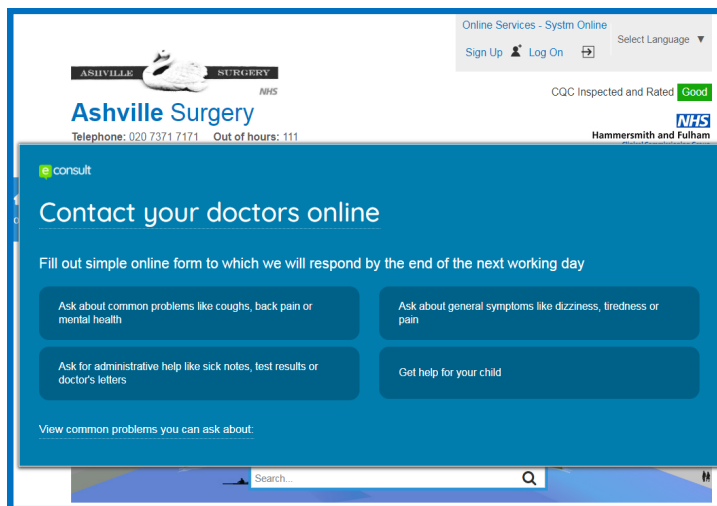 Online Services - Systm Online
Sign Up Log On
Select Language ▼
ASHVILLE SURGERY
NHS
CQC Inspected and Rated Good
Ashville Surgery
NHS
Telephone: 020 7371 7171 Out of hours: 111
Hammersmith and Fulham
e consult
Contact your doctors online
Fill out simple online form to which we will respond by the end of the next working day
Ask about common problems like coughs, back pain or
mental health
Ask about general symptoms like dizziness, tiredness or
pain
Ask for administrative help like sick notes, test results or
doctor's letters
Get help for your child
View common problems you can ask about:
Search...